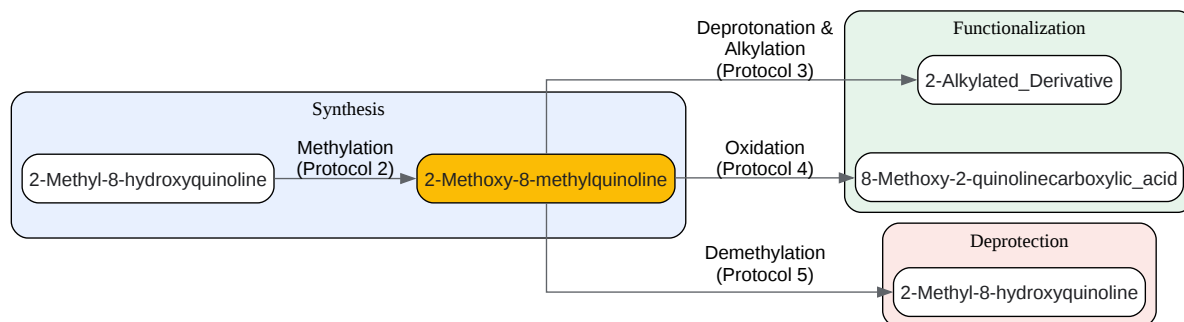 Deprotonation &
Alkylation
(Protocol 3)
Functionalization
2-Alkylated_Derivative
Synthesis
2-Methyl-8-hydroxyquinoline
Methylation
(Protocol 2)
2-Methoxy-8-methylquinoline
Oxidation
(Protocol 4)
8-Methoxy-2-quinolinecarboxylic_acid
Demethylation
(Protocol 5)
Deprotection
2-Methyl-8-hydroxyquinoline